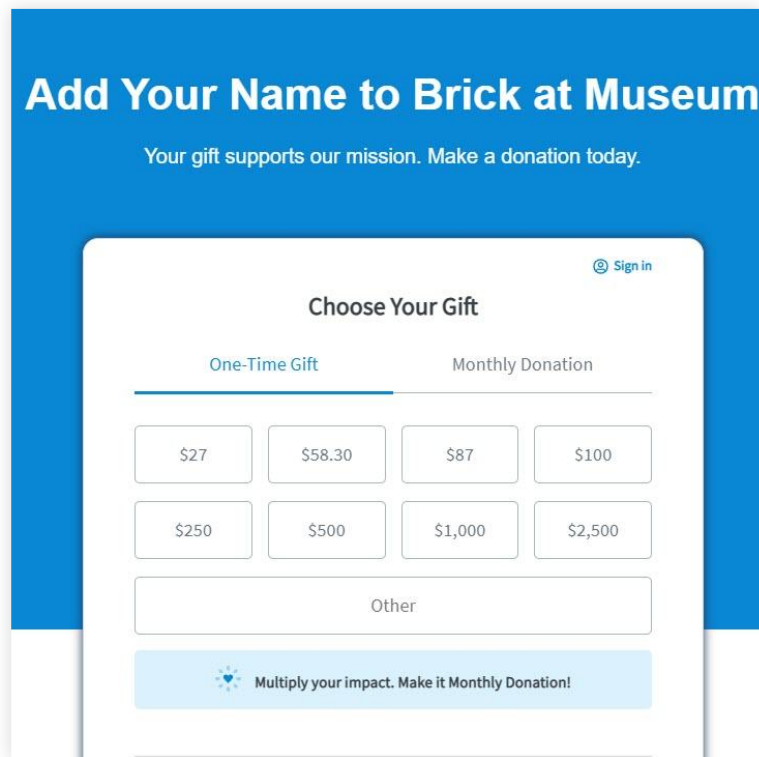 Add Your Name to Brick at Museum
Your gift supports our mission. Make a donation today.
Sign in
Choose Your Gift
One-Time Gift Monthly Donation
$27 $58.30 $87 $100
$250 $500 $1,000 $2,500
Other
Multiply your impact. Make it Monthly Donation!